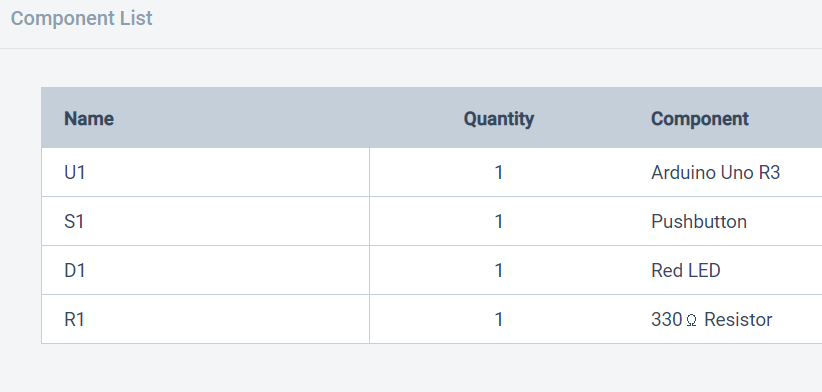 Component List
Name Quantity Component
U1 1 Arduino Uno R3
S1 1 Pushbutton
D1 1 Red LED
R1 1 330 Ω Resistor